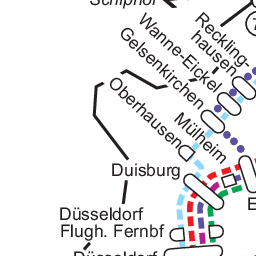 Schiphol
Reckling-
hausen
Wanne-Eickel
Gelsenkirchen
Oberhausen
Mülheim
Duisburg
Düsseldorf
Flugh. Fernbf
E
Düsseldorf